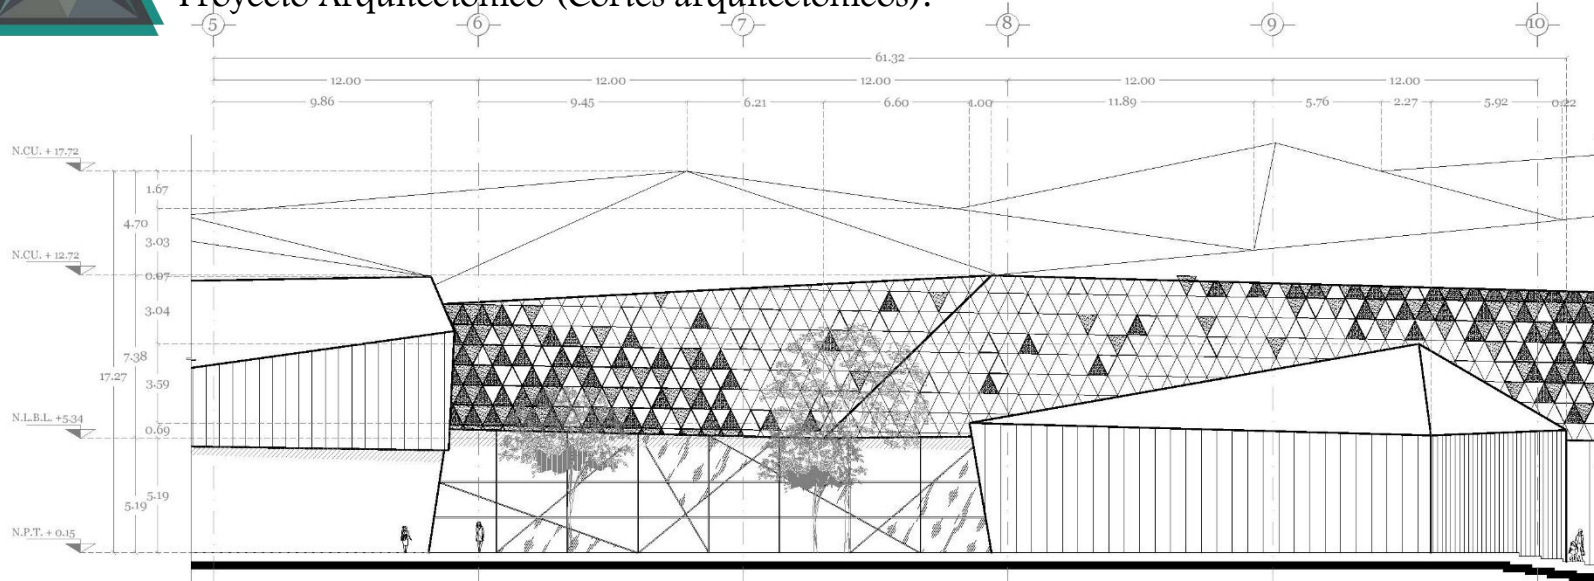 Proyecto Arquitectónico (Cortes arquitectónicos):
5 6 7 8 9 10
61.32
12.00 12.00 12.00 12.00 12.00
9.86 9.45 6.21 6.60 1.00 11.89 5.76 2.27 5.92 0.22
N.CU. + 17.72
1.67
4.70
3.03
N.CU. + 12.72
0.07
3.04
7.38
17.27
3.59
N.L.B.L. +5.34
0.69
5.19
5.19
N.P.T. + 0.15